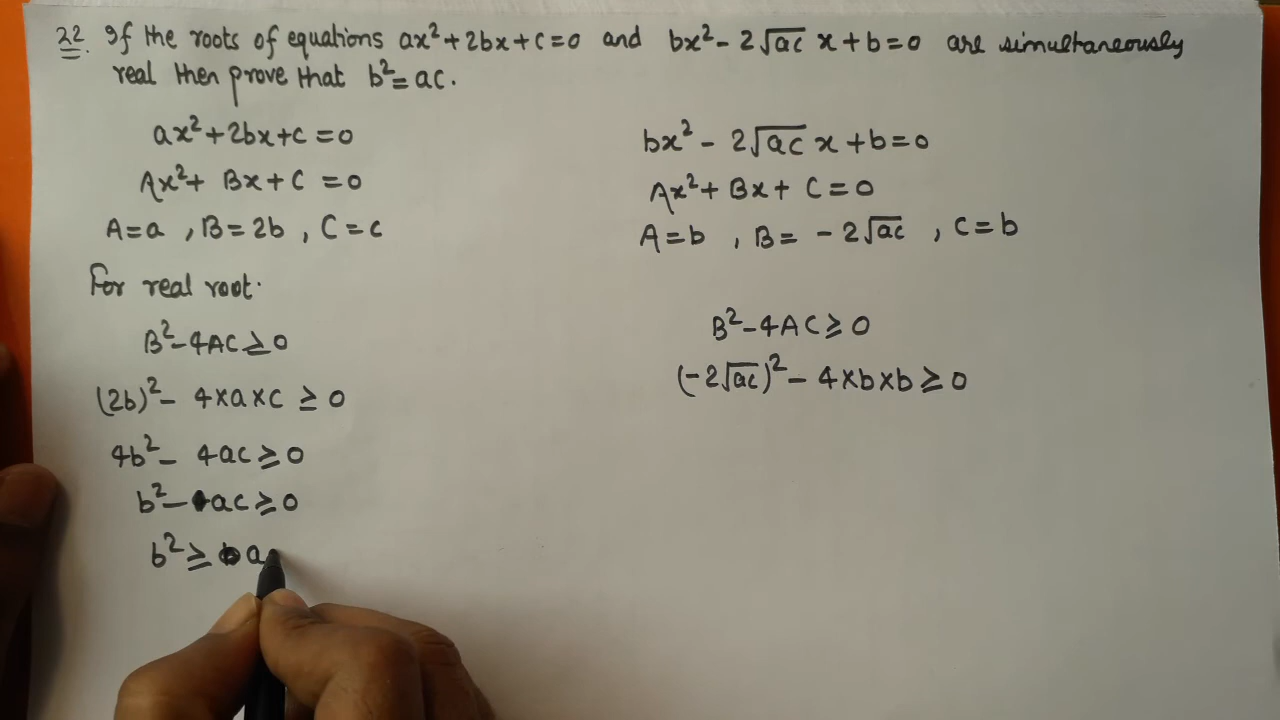 22. If the roots of equations ax²+2bx+c=0 and bx²-2√ac x+b=0 are simultaneously
real then prove that b²=ac.
ax²+2bx+c=0
Ax²+ Bx+C =0
A=a , B=2b , C=c
For real root.
B²-4AC≥0
(2b)²- 4×a×c ≥0
4b²- 4ac≥0
b²-ac≥0
b²≥ a
bx²- 2√ac x+b=0
Ax²+Bx+ C=0
A=b , B= -2√ac , C=b
B²-4AC≥0
(-2√ac)²- 4×b×b≥0